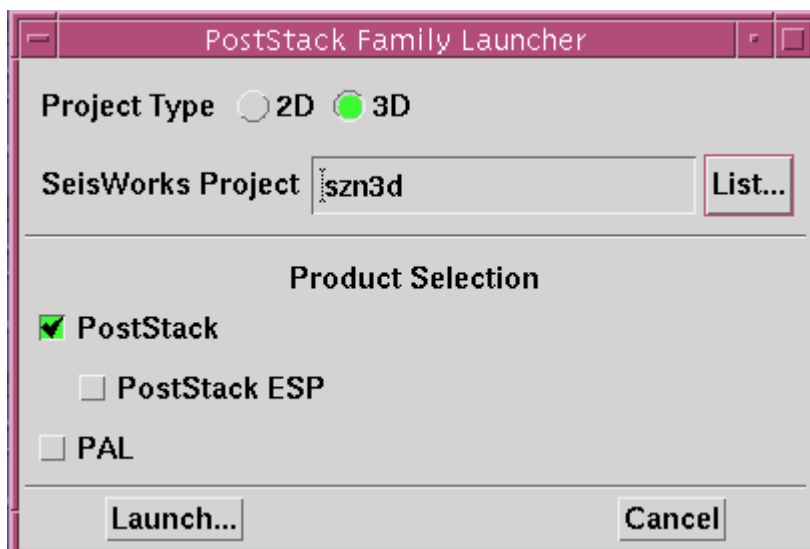 PostStack Family Launcher
Project Type 2D 3D
SeisWorks Project szn3d List...
Product Selection
PostStack
PostStack ESP
PAL
Launch... Cancel